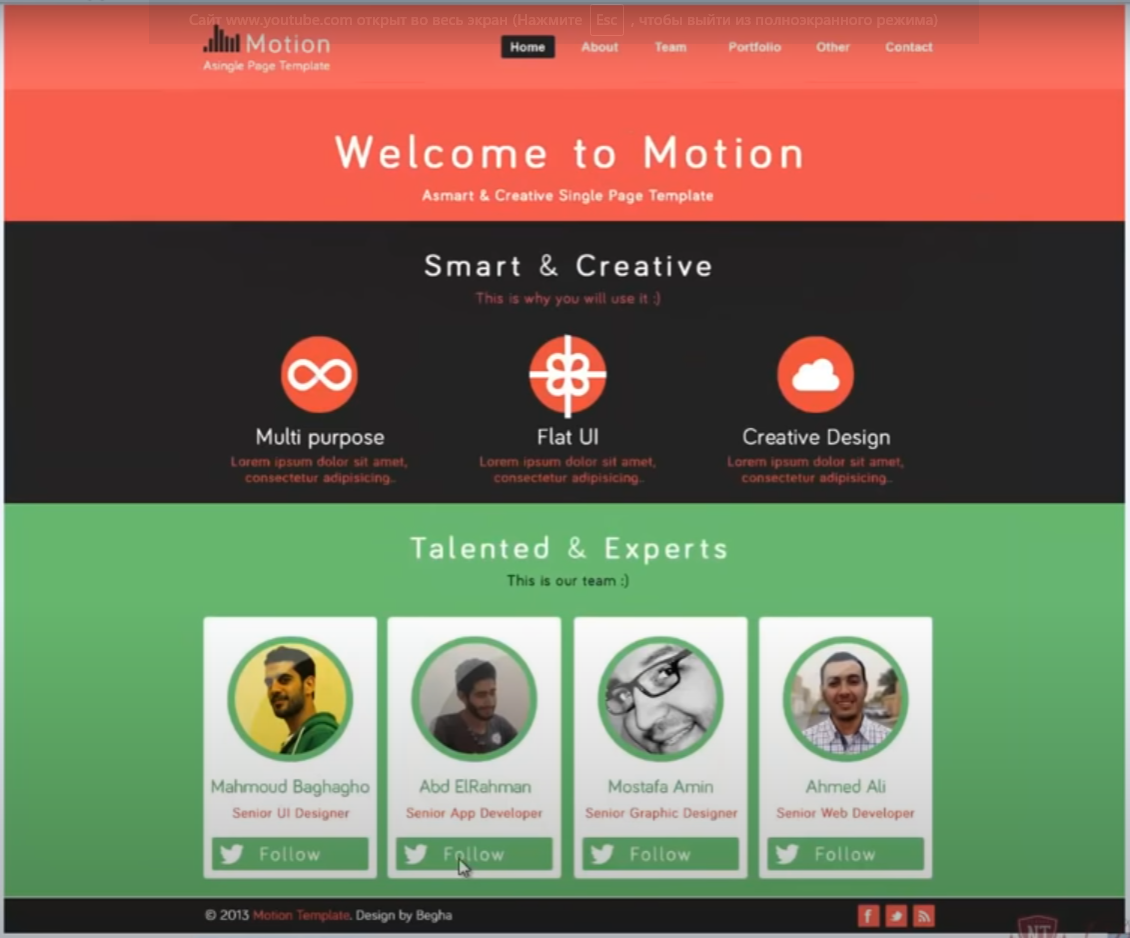 Сайт www.youtube.com открыт во весь экран (Нажмите Esc , чтобы выйти из полноэкранного режима)
Motion
Asingle Page Template
Home About Team Portfolio Other Contact
Welcome to Motion
Asmart & Creative Single Page Template
Smart & Creative
This is why you will use it :)
Multi purpose Flat UI Creative Design
Lorem ipsum dolor sit amet, Lorem ipsum dolor sit amet, Lorem ipsum dolor sit amet,
consectetur adipisicing.. consectetur adipisicing.. consectetur adipisicing..
Talented & Experts
This is our team :)
Mahmoud Baghagho Abd ElRahman Mostafa Amin Ahmed Ali
Senior UI Designer Senior App Developer Senior Graphic Designer Senior Web Developer
Follow Follow Follow Follow
© 2013 Motion Template. Design by Begha
NT